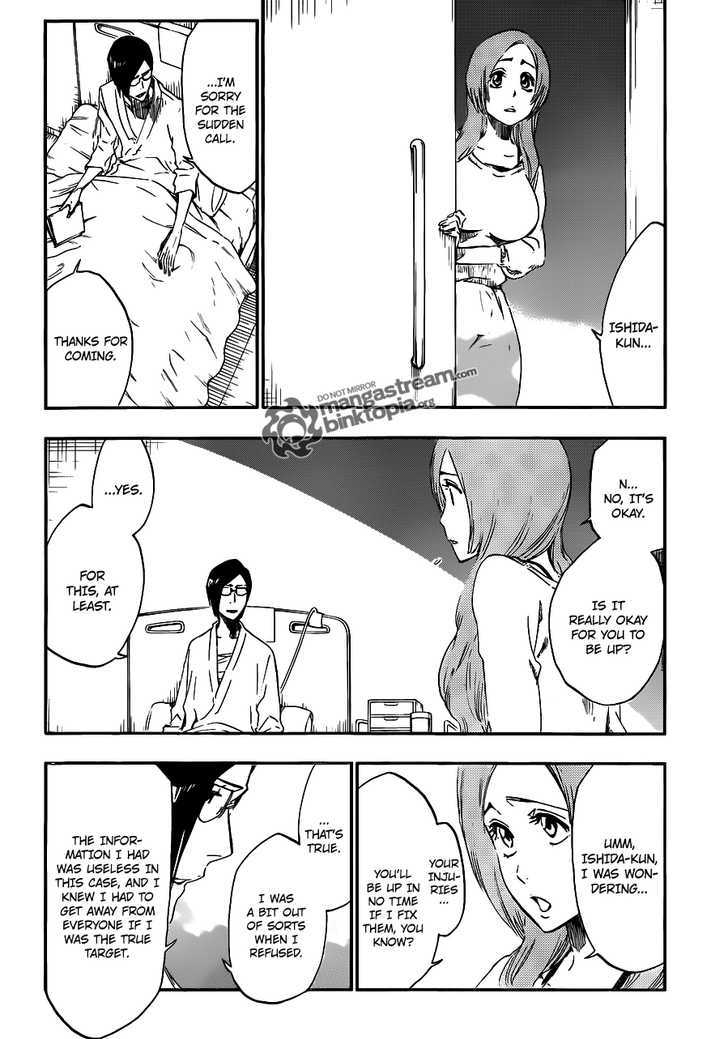 ISHIDA-
KUN...
...I'M
SORRY
FOR THE
SUDDEN
CALL.
THANKS FOR
COMING.
DO NOT MIRROR
mangastream.com
binktopia.org
N...
NO, IT'S
OKAY.
IS IT
REALLY OKAY
FOR YOU TO
BE UP?
...YES.
FOR
THIS, AT
LEAST.
UMM,
ISHIDA-KUN,
I WAS WON-
DERING...
YOUR
INJU-
RIES
...
YOU'LL
BE UP IN
NO TIME
IF I FIX
THEM, YOU
KNOW?
...
THAT'S
TRUE.
I WAS
A BIT OUT
OF SORTS
WHEN I
REFUSED.
THE INFOR-
MATION I HAD
WAS USELESS IN
THIS CASE, AND I
KNEW I HAD TO
GET AWAY FROM
EVERYONE IF I
WAS THE TRUE
TARGET.